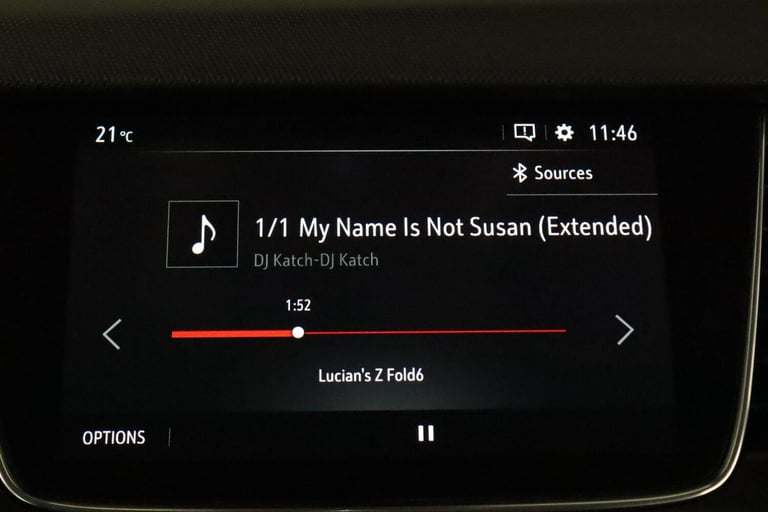 21°C
11:46
Sources
1/1 My Name Is Not Susan (Extended)
DJ Katch-DJ Katch
1:52
Lucian's Z Fold6
OPTIONS